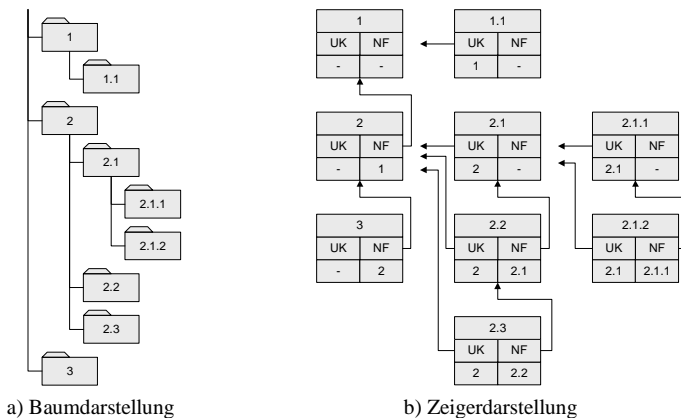 1
1.1
2
2.1
2.1.1
2.1.2
2.2
2.3
3
a) Baumdarstellung
1
UK NF
- -
1.1
UK NF
1 -
2
UK NF
- 1
2.1
UK NF
2 -
2.1.1
UK NF
2.1 -
3
UK NF
- 2
2.2
UK NF
2 2.1
2.1.2
UK NF
2.1 2.1.1
2.3
UK NF
2 2.2
b) Zeigerdarstellung